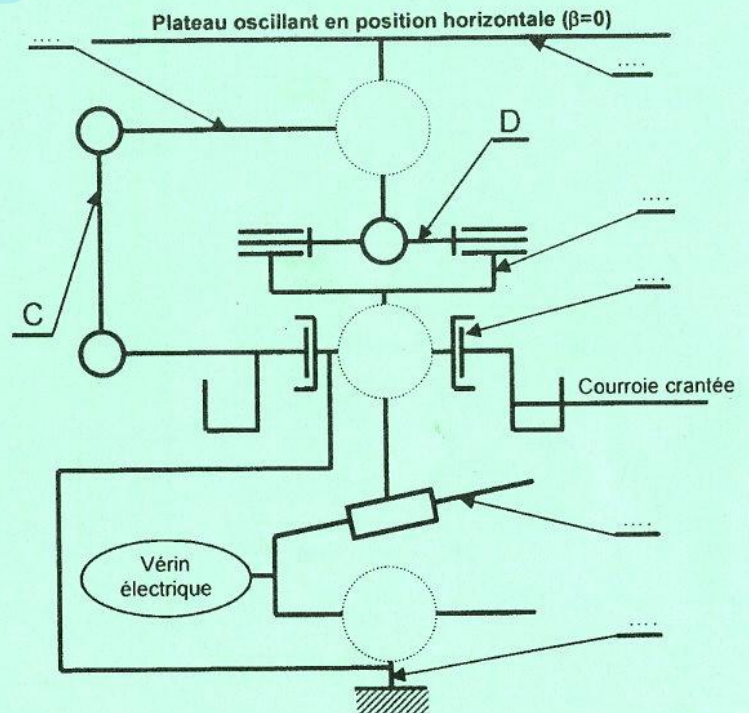 Plateau oscillant en position horizontale (β=0)
....
....
D
....
C
....
Courroie crantée
....
Vérin
électrique
....